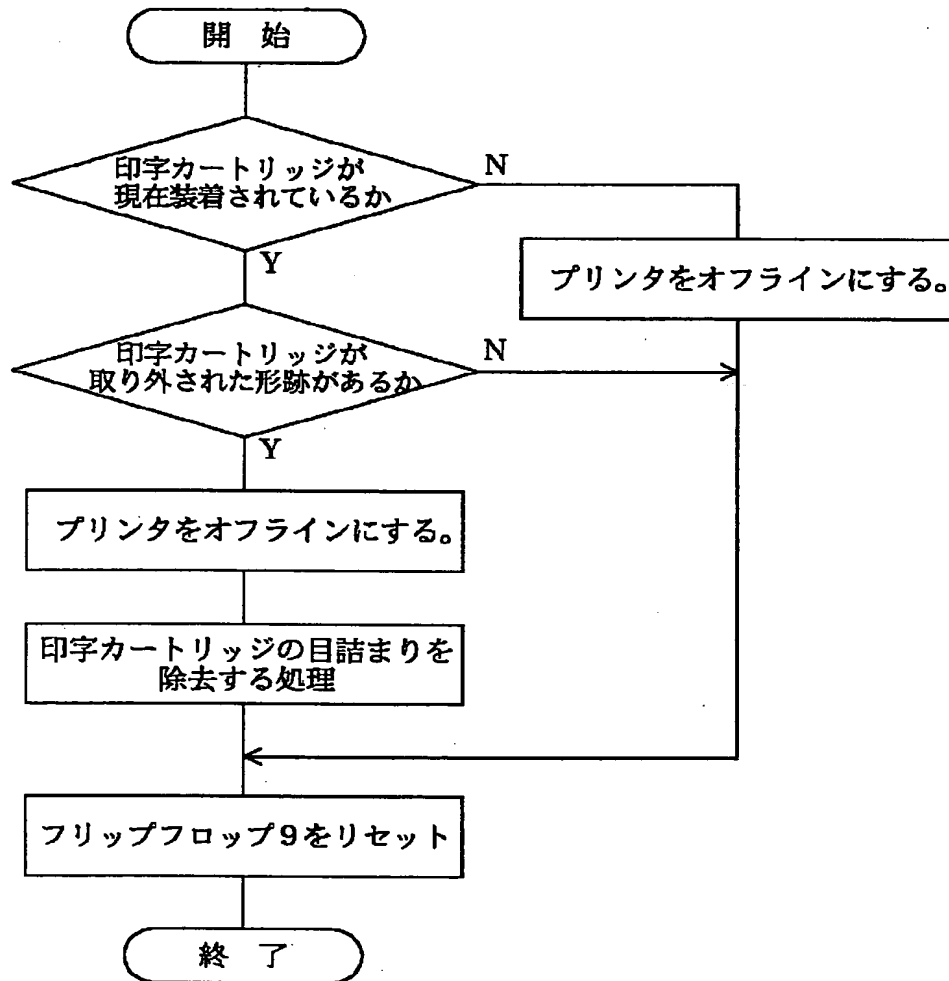 開 始
印字カートリッジが
現在装着されているか
N
Y
プリンタをオフラインにする。
印字カートリッジが
取り外された形跡があるか
N
Y
プリンタをオフラインにする。
印字カートリッジの目詰まりを
除去する処理
フリップフロップ9をリセット
終 了